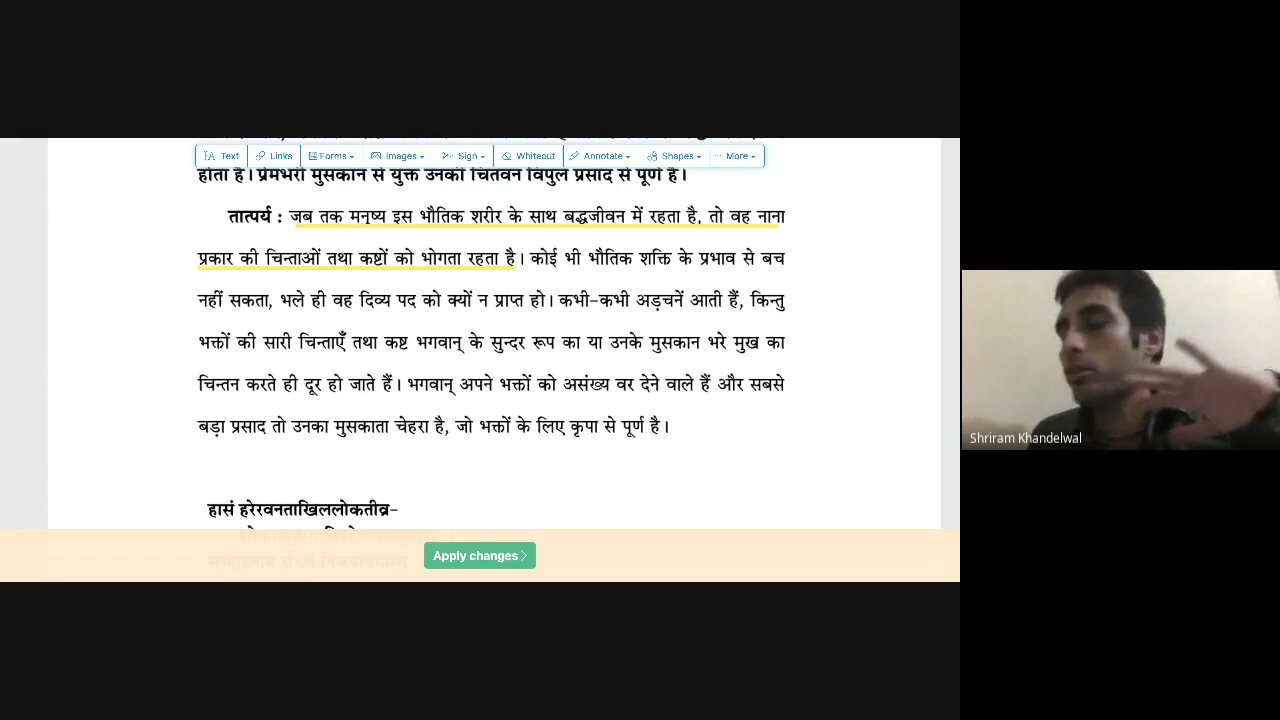 Text Links Forms Images Sign Whiteout Annotate Shapes More
होता है। प्रेमभरी मुसकान से युक्त उनकी चितवन विपुल प्रसाद से पूर्ण है।
तात्पर्य : जब तक मनुष्य इस भौतिक शरीर के साथ बद्धजीवन में रहता है, तो वह नाना
प्रकार की चिन्ताओं तथा कष्टों को भोगता रहता है। कोई भी भौतिक शक्ति के प्रभाव से बच
नहीं सकता, भले ही वह दिव्य पद को क्यों न प्राप्त हो। कभी-कभी अड़चनें आती हैं, किन्तु
भक्तों की सारी चिन्ताएँ तथा कष्ट भगवान् के सुन्दर रूप का या उनके मुसकान भरे मुख का
चिन्तन करते ही दूर हो जाते हैं। भगवान् अपने भक्तों को असंख्य वर देने वाले हैं और सबसे
बड़ा प्रसाद तो उनका मुसकाता चेहरा है, जो भक्तों के लिए कृपा से पूर्ण है।
हासं हरेरवनताखिललोकतीव्र-
Apply changes
Shriram Khandelwal